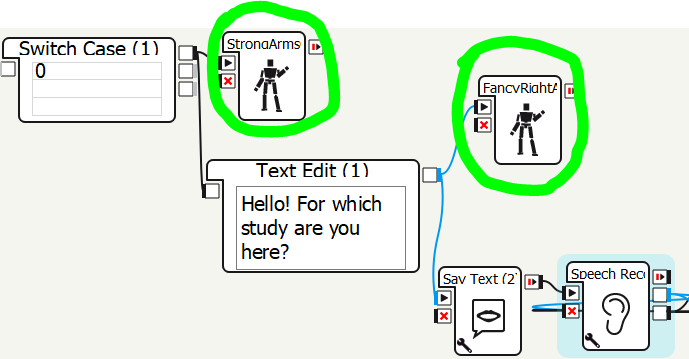 Switch Case (1)
0
StrongArms
FancyRightA
Text Edit (1)
Hello! For which
study are you
here?
Say Text (2)
Speech Reco